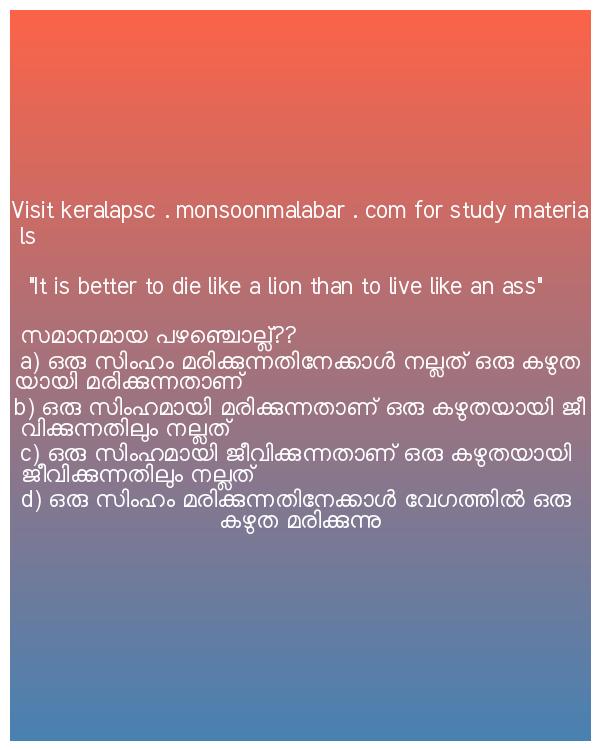 Visit keralapsc . monsoonmalabar . com for study materia
ls
"It is better to die like a lion than to live like an ass"
സമാനമായ പഴഞ്ചൊല്ല്??
a) ഒരു സിംഹം മരിക്കുന്നതിനേക്കാൾ നല്ലത് ഒരു കഴുത
യായി മരിക്കുന്നതാണ്
b) ഒരു സിംഹമായി മരിക്കുന്നതാണ് ഒരു കഴുതയായി ജീ
വിക്കുന്നതിലും നല്ലത്
c) ഒരു സിംഹമായി ജീവിക്കുന്നതാണ് ഒരു കഴുതയായി
ജീവിക്കുന്നതിലും നല്ലത്
d) ഒരു സിംഹം മരിക്കുന്നതിനേക്കാൾ വേഗത്തിൽ ഒരു
കഴുത മരിക്കുന്നു